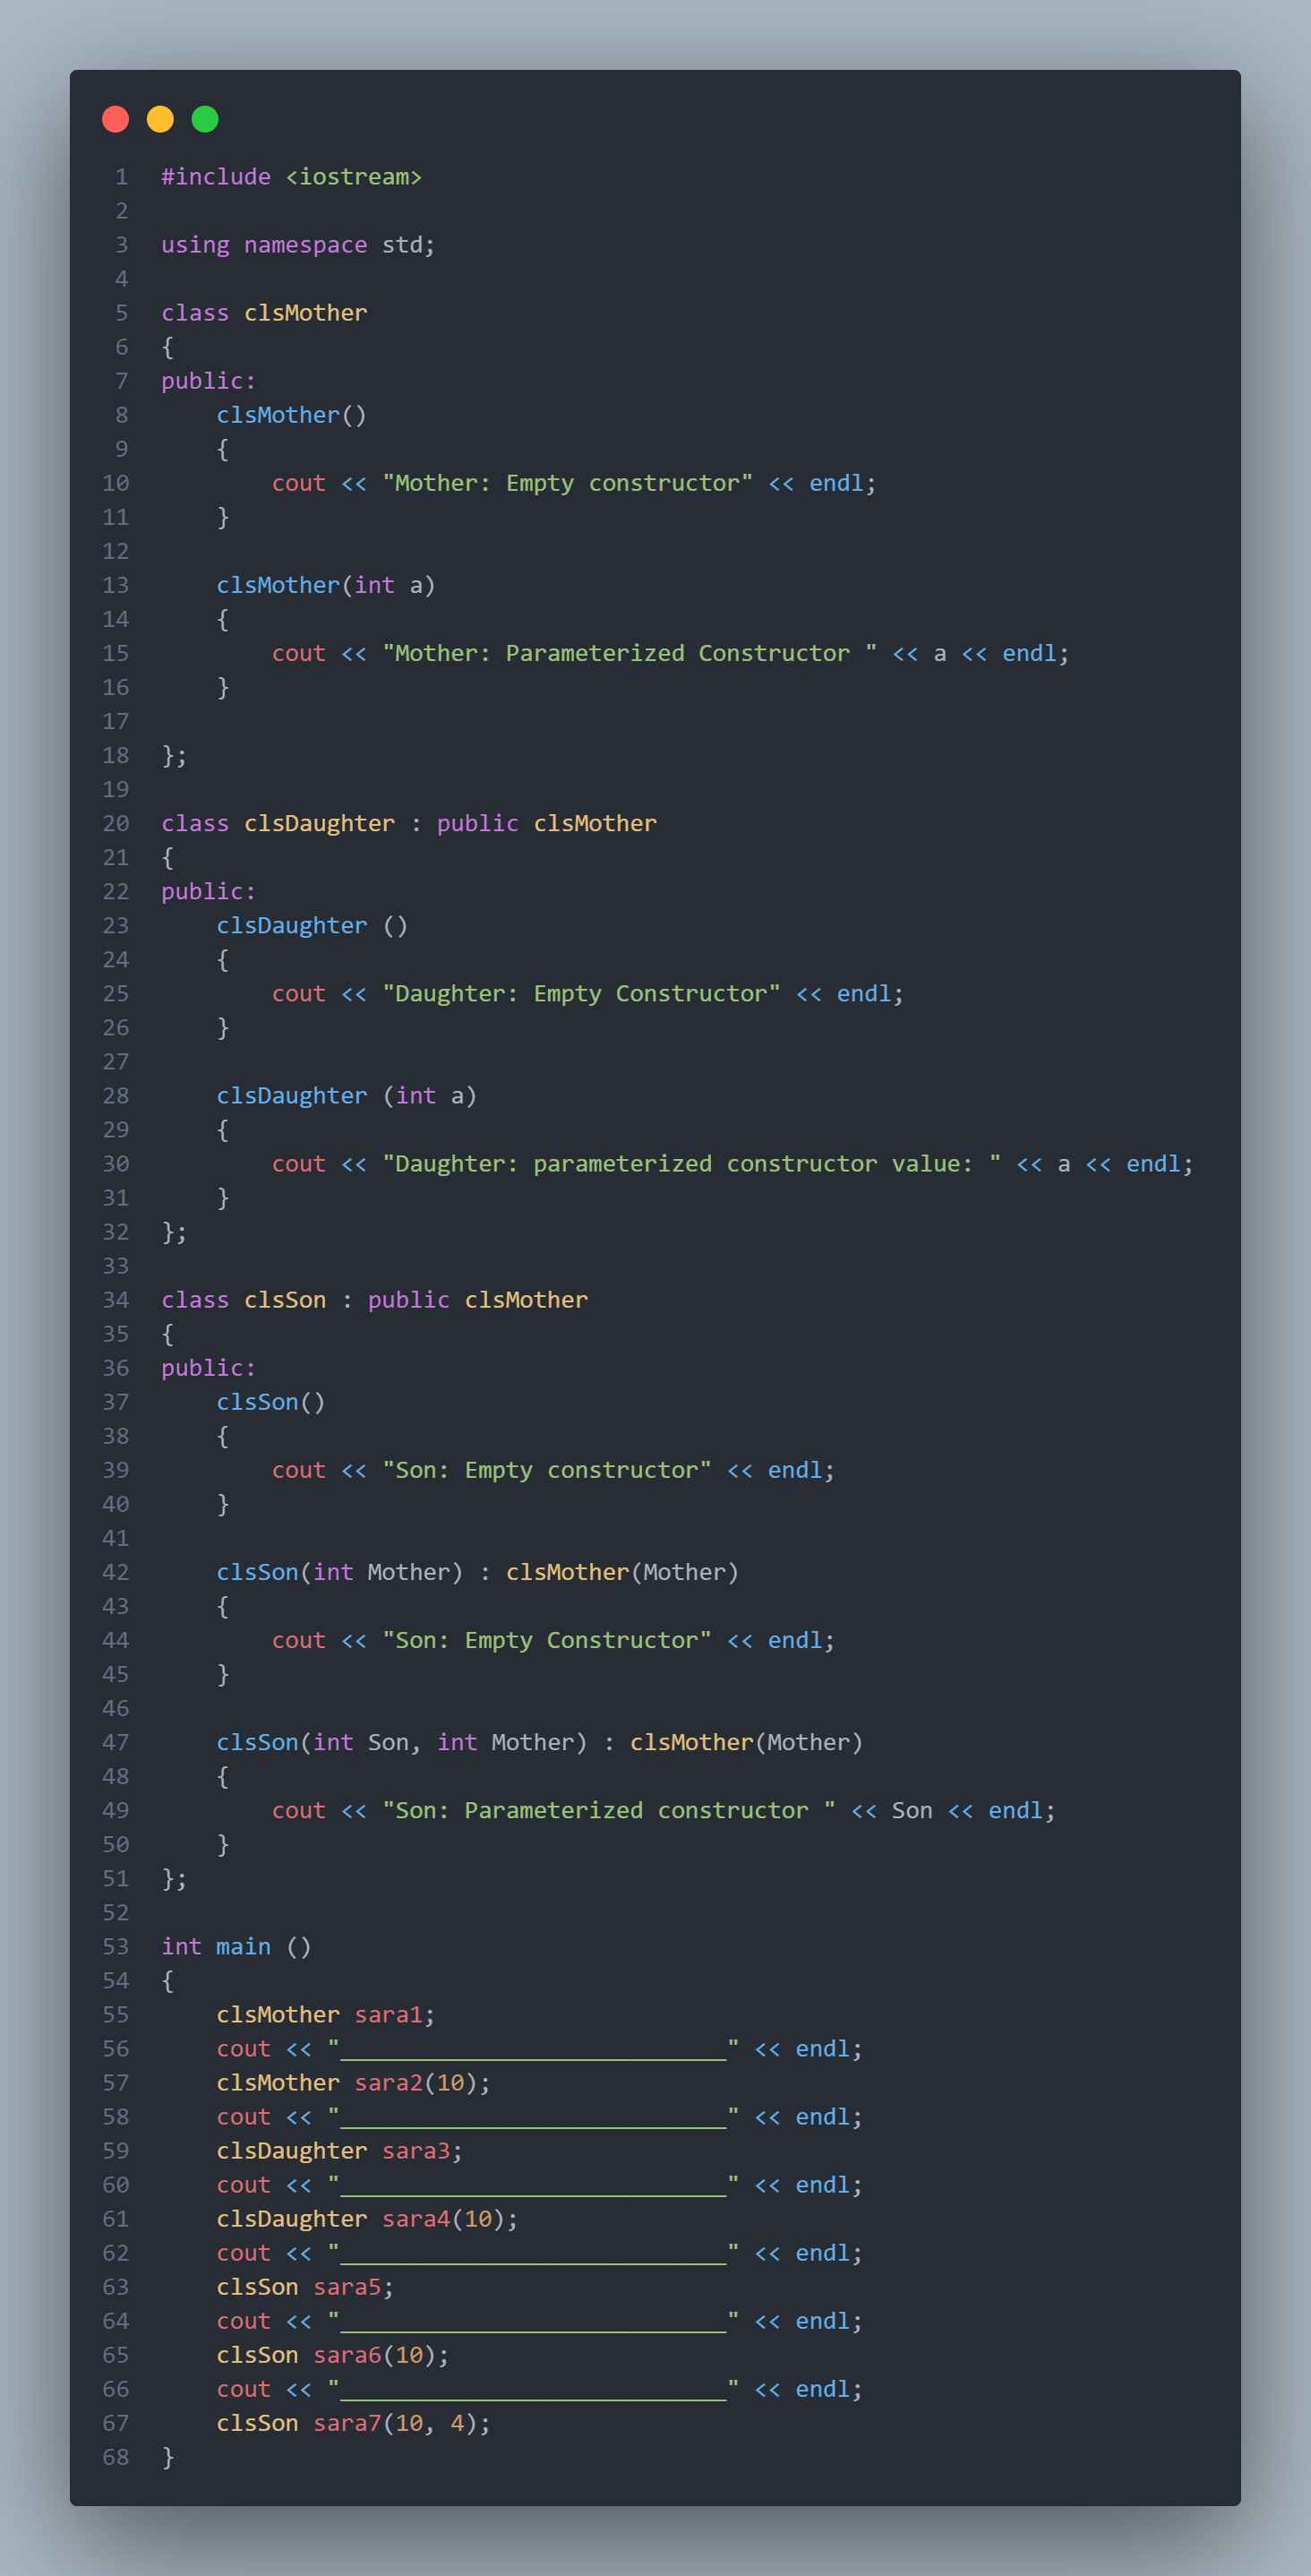 1 #include <iostream>
2
3 using namespace std;
4
5 class clsMother
6 {
7 public:
8     clsMother()
9     {
10         cout << "Mother: Empty constructor" << endl;
11     }
12
13     clsMother(int a)
14     {
15         cout << "Mother: Parameterized Constructor " << a << endl;
16     }
17
18 };
19
20 class clsDaughter : public clsMother
21 {
22 public:
23     clsDaughter ()
24     {
25         cout << "Daughter: Empty Constructor" << endl;
26     }
27
28     clsDaughter (int a)
29     {
30         cout << "Daughter: parameterized constructor value: " << a << endl;
31     }
32 };
33
34 class clsSon : public clsMother
35 {
36 public:
37     clsSon()
38     {
39         cout << "Son: Empty constructor" << endl;
40     }
41
42     clsSon(int Mother) : clsMother(Mother)
43     {
44         cout << "Son: Empty Constructor" << endl;
45     }
46
47     clsSon(int Son, int Mother) : clsMother(Mother)
48     {
49         cout << "Son: Parameterized constructor " << Son << endl;
50     }
51 };
52
53 int main ()
54 {
55     clsMother sara1;
56     cout << "____________________________" << endl;
57     clsMother sara2(10);
58     cout << "____________________________" << endl;
59     clsDaughter sara3;
60     cout << "____________________________" << endl;
61     clsDaughter sara4(10);
62     cout << "____________________________" << endl;
63     clsSon sara5;
64     cout << "____________________________" << endl;
65     clsSon sara6(10);
66     cout << "____________________________" << endl;
67     clsSon sara7(10, 4);
68 }